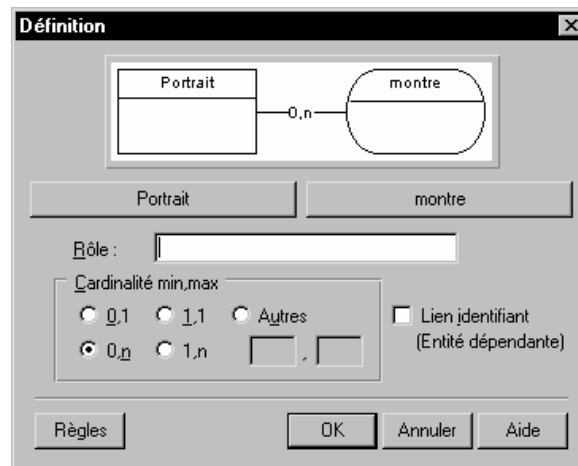 Définition
Portrait
0,n
montre
Portrait
montre
Rôle :
Cardinalité min,max
0,1
1,1
Autres
0,n
1,n
,
Lien identifiant
(Entité dépendante)
Règles
OK
Annuler
Aide